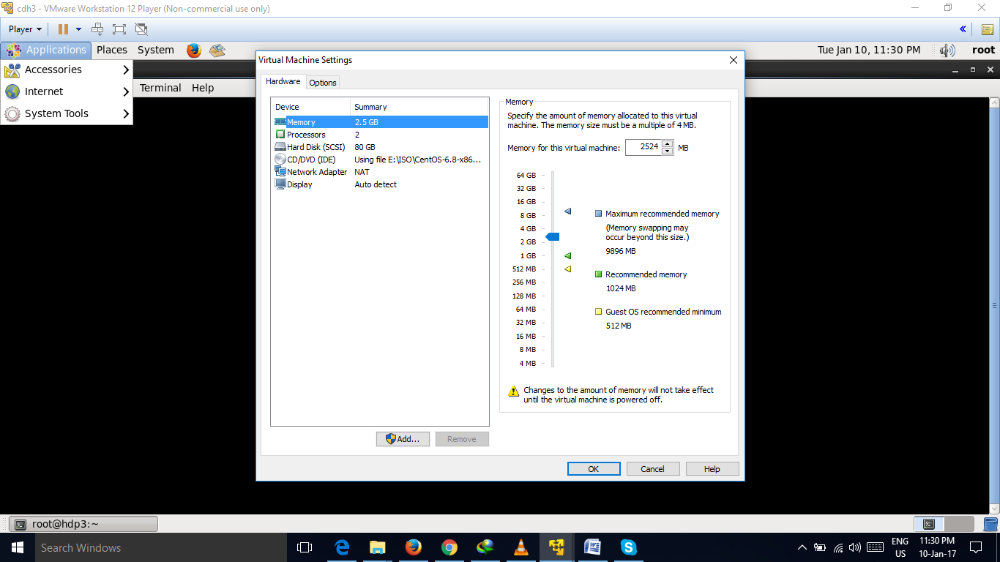 cdh3 - VMware Workstation 12 Player (Non-commercial use only)
Player
Applications Places System Tue Jan 10, 11:30 PM root
Accessories
Internet
System Tools
Terminal Help
Virtual Machine Settings
Hardware Options
Device Summary
Memory 2.5 GB
Processors 2
Hard Disk (SCSI) 80 GB
CD/DVD (IDE) Using file E:\ISO\CentOS-6.8-x86...
Network Adapter NAT
Display Auto detect
Add... Remove
Memory
Specify the amount of memory allocated to this virtual
machine. The memory size must be a multiple of 4 MB.
Memory for this virtual machine: 2524 MB
64 GB
32 GB
16 GB
8 GB
4 GB
2 GB
1 GB
512 MB
256 MB
128 MB
64 MB
32 MB
16 MB
8 MB
4 MB
Maximum recommended memory
(Memory swapping may
occur beyond this size.)
9896 MB
Recommended memory
1024 MB
Guest OS recommended minimum
512 MB
Changes to the amount of memory will not take effect
until the virtual machine is powered off.
OK Cancel Help
root@hdp3:~
Search Windows
ENG
US
11:30 PM
10-Jan-17